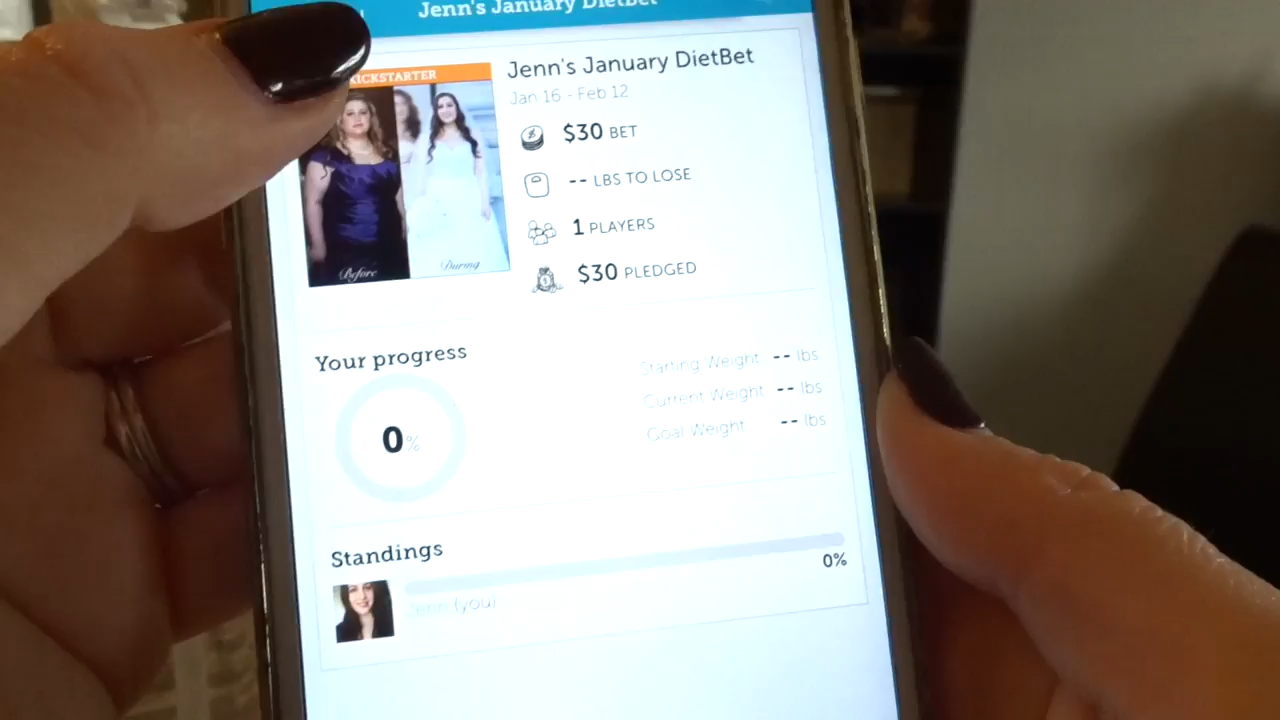 Jenn's January DietBet
KICKSTARTER
Before
During
Jenn's January DietBet
Jan 16 - Feb 12
$30 BET
-- LBS TO LOSE
1 PLAYERS
$30 PLEDGED
Your progress
0%
Starting Weight -- lbs
Current Weight -- lbs
Goal Weight -- lbs
Standings
0%
Jenn (you)